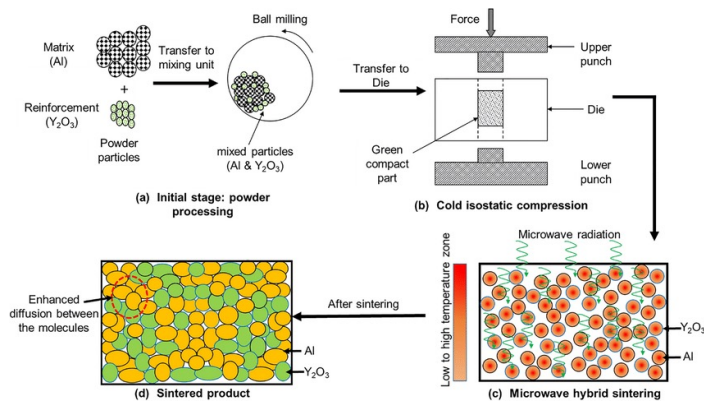 Matrix
(Al)
+
Reinforcement
(Y2O3)
Powder
particles
Transfer to
mixing unit
Ball milling
mixed particles
(Al & Y2O3)
(a) Initial stage: powder
processing
Transfer to
Die
Force
Upper
punch
Die
Green
compact
part
Lower
punch
(b) Cold isostatic compression
Microwave radiation
Low to high temperature zone
Y2O3
Al
(c) Microwave hybrid sintering
After sintering
Enhanced
diffusion between
the molecules
Al
Y2O3
(d) Sintered product